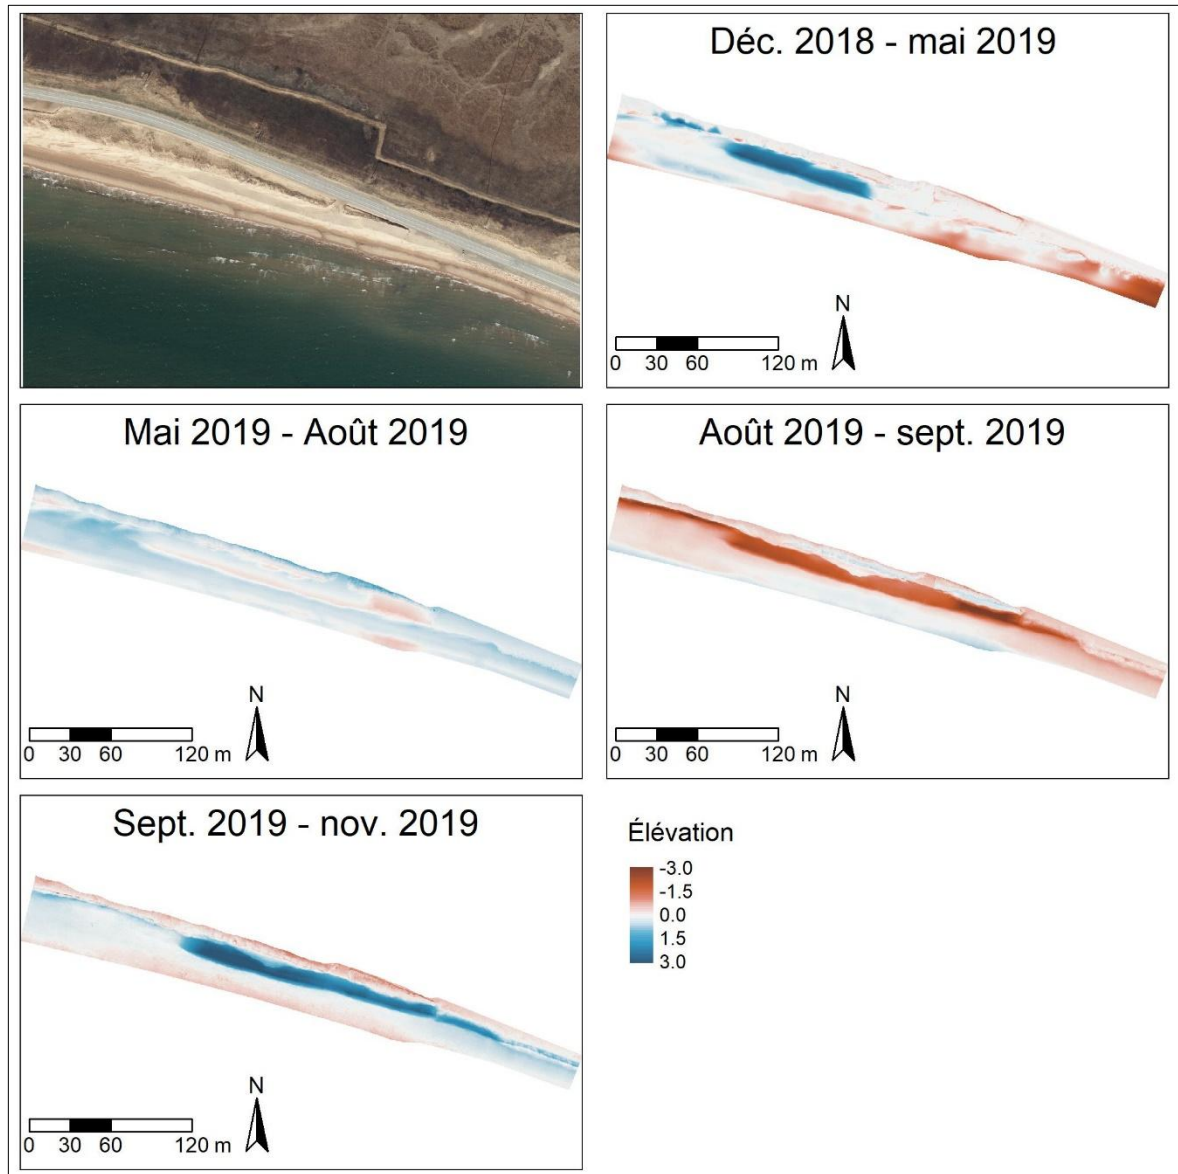 Déc. 2018 - mai 2019
N
0 30 60 120 m
Mai 2019 - Août 2019
N
0 30 60 120 m
Août 2019 - sept. 2019
N
0 30 60 120 m
Sept. 2019 - nov. 2019
N
0 30 60 120 m
Élévation
-3.0
-1.5
0.0
1.5
3.0